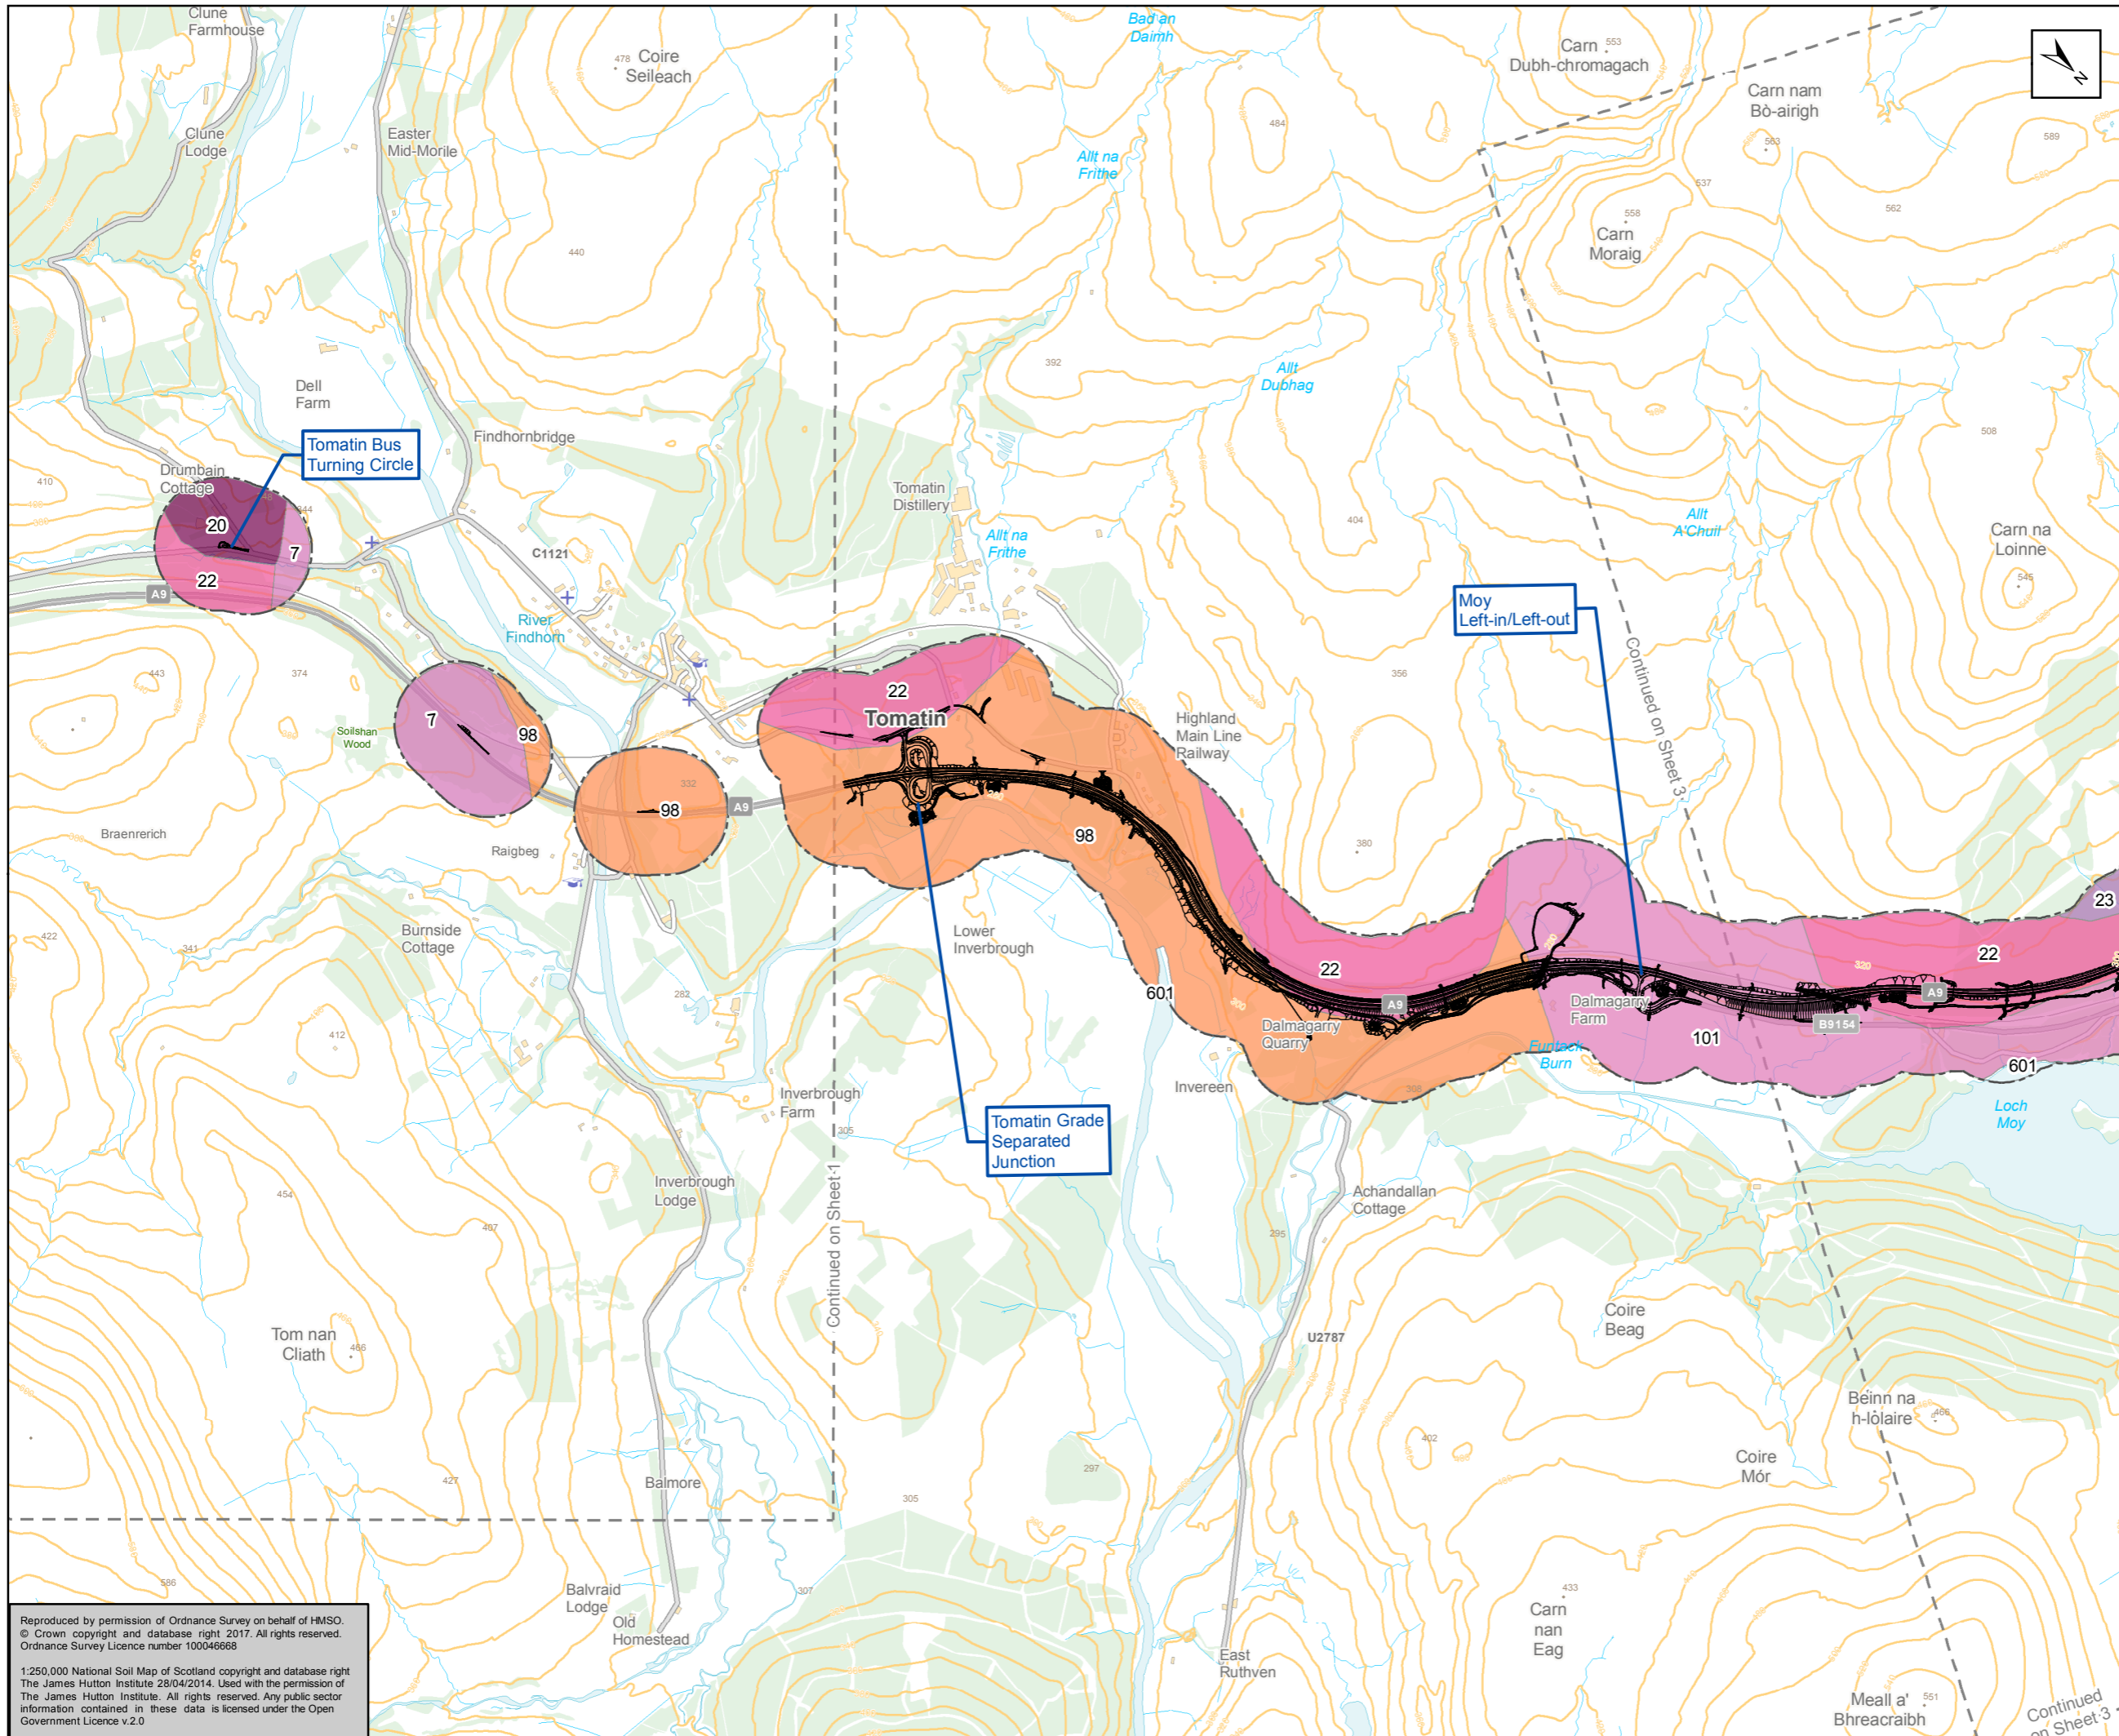 Clune
Farmhouse
Coire
Seileach
478
Bad an
Daimh
Carn
Dubh-chromagach
553
Carn nam
Bò-airigh
563
589
N
Clune
Lodge
Easter
Mid-Morile
484
Allt na
Frithe
537
562
558
Carn
Moraig
440
392
Allt
Dubhag
Dell
Farm
Findhornbridge
Tomatin Bus
Turning Circle
Drumbain
Cottage
410
344
20
7
22
A9
C1121
River
Findhorn
Tomatin
Distillery
Allt na
Frithe
404
508
Allt
A'Chuil
Carn na
Loinne
545
Moy
Left-in/Left-out
Continued on Sheet 3
443
374
Soilshan
Wood
7
98
22
Tomatin
356
Highland
Main Line
Railway
332
98
A9
98
380
Braenrerich
Raigbeg
Burnside
Cottage
422
341
282
412
Lower
Inverbrough
601
300
22
A9
280
Dalmagarry
Quarry
Dalmagarry
Farm
320
22
23
A9
B9154
101
601
Funtack
Burn
308
Invereen
Loch
Moy
Inverbrough
Farm
305
Tomatin Grade
Separated
Junction
Continued on Sheet 1
Inverbrough
Lodge
454
407
Achandallan
Cottage
295
Tom nan
Cliath
466
U2787
Coire
Beag
Beinn na
h-Iolaire
466
402
Coire
Mór
427
Balmore
297
305
586
Balvraid
Lodge
307
Old
Homestead
433
Carn
nan
Eag
East
Ruthven
Meall a'
Bhreacraibh
551
Continued
on Sheet 3
Reproduced by permission of Ordnance Survey on behalf of HMSO.
© Crown copyright and database right 2017. All rights reserved.
Ordnance Survey Licence number 100046668
1:250,000 National Soil Map of Scotland copyright and database right
The James Hutton Institute 28/04/2014. Used with the permission of
The James Hutton Institute. All rights reserved. Any public sector
information contained in these data is licensed under the Open
Government Licence v.2.0